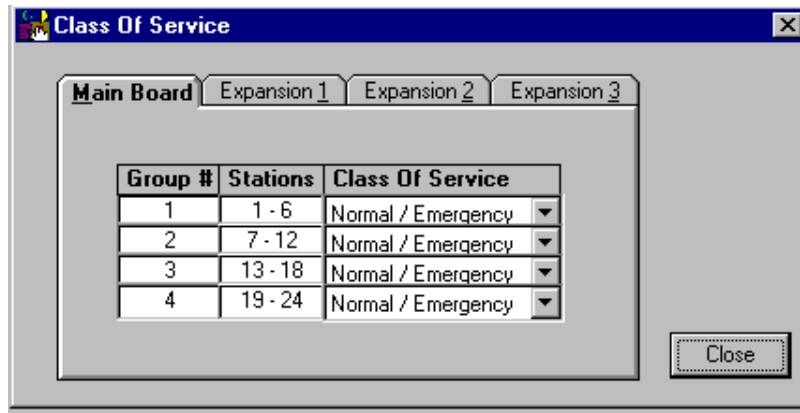 Class Of Service
Main Board Expansion 1 Expansion 2 Expansion 3
Group # Stations Class Of Service
1 1 - 6 Normal / Emergency
2 7 - 12 Normal / Emergency
3 13 - 18 Normal / Emergency
4 19 - 24 Normal / Emergency
Close